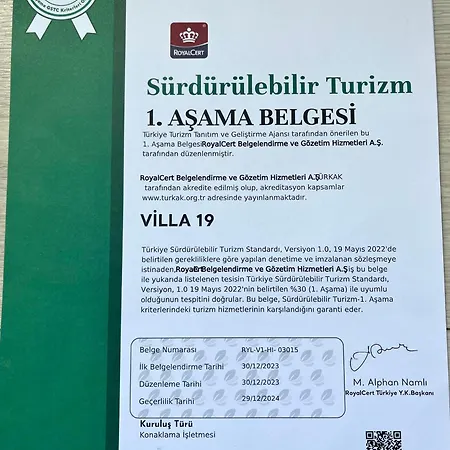 GSTC Kriterleri
ROYALCERT
Sürdürülebilir Turizm
1. AŞAMA BELGESİ
Türkiye Turizm Tanıtım ve Geliştirme Ajansı tarafından önerilen bu
1. Aşama BelgesiRoyalCert Belgelendirme ve Gözetim Hizmetleri A.Ş.
tarafından düzenlenmiştir.
RoyalCert Belgelendirme ve Gözetim Hizmetleri A.ŞTÜRKAK
tarafından akredite edilmiş olup, akreditasyon kapsamlar
www.turkak.org.tr adresinde yayınlanmaktadır.
VİLLA 19
Türkiye Sürdürülebilir Turizm Standardı, Versiyon 1.0, 19 Mayıs 2022'de
belirtilen gerekliliklere göre yapılan denetime ve imzalanan sözleşmeye
istinaden, Belgelendirme ve Gözetim Hizmetleri A.Ş iş bu belge
ile yukarıda listelenen tesisin Türkiye Sürdürülebilir Turizm Standardı,
Versiyon, 1.0 19 Mayıs 2022'nin belirtilen %30 (1. Aşama) ile uyumlu
olduğunun tespitini doğrular. Bu belge, Sürdürülebilir Turizm-1. Aşama
kriterlerindeki turizm hizmetlerinin karşılandığını garanti eder.
Belge Numarası RYL-V1-HI- 03015
İlk Belgelendirme Tarihi 30/12/2023
Düzenleme Tarihi 30/12/2023
Geçerlilik Tarihi 29/12/2024
M. Alphan Namlı
RoyalCert Türkiye Y.K.Başkanı
Kuruluş Türü
Konaklama İşletmesi